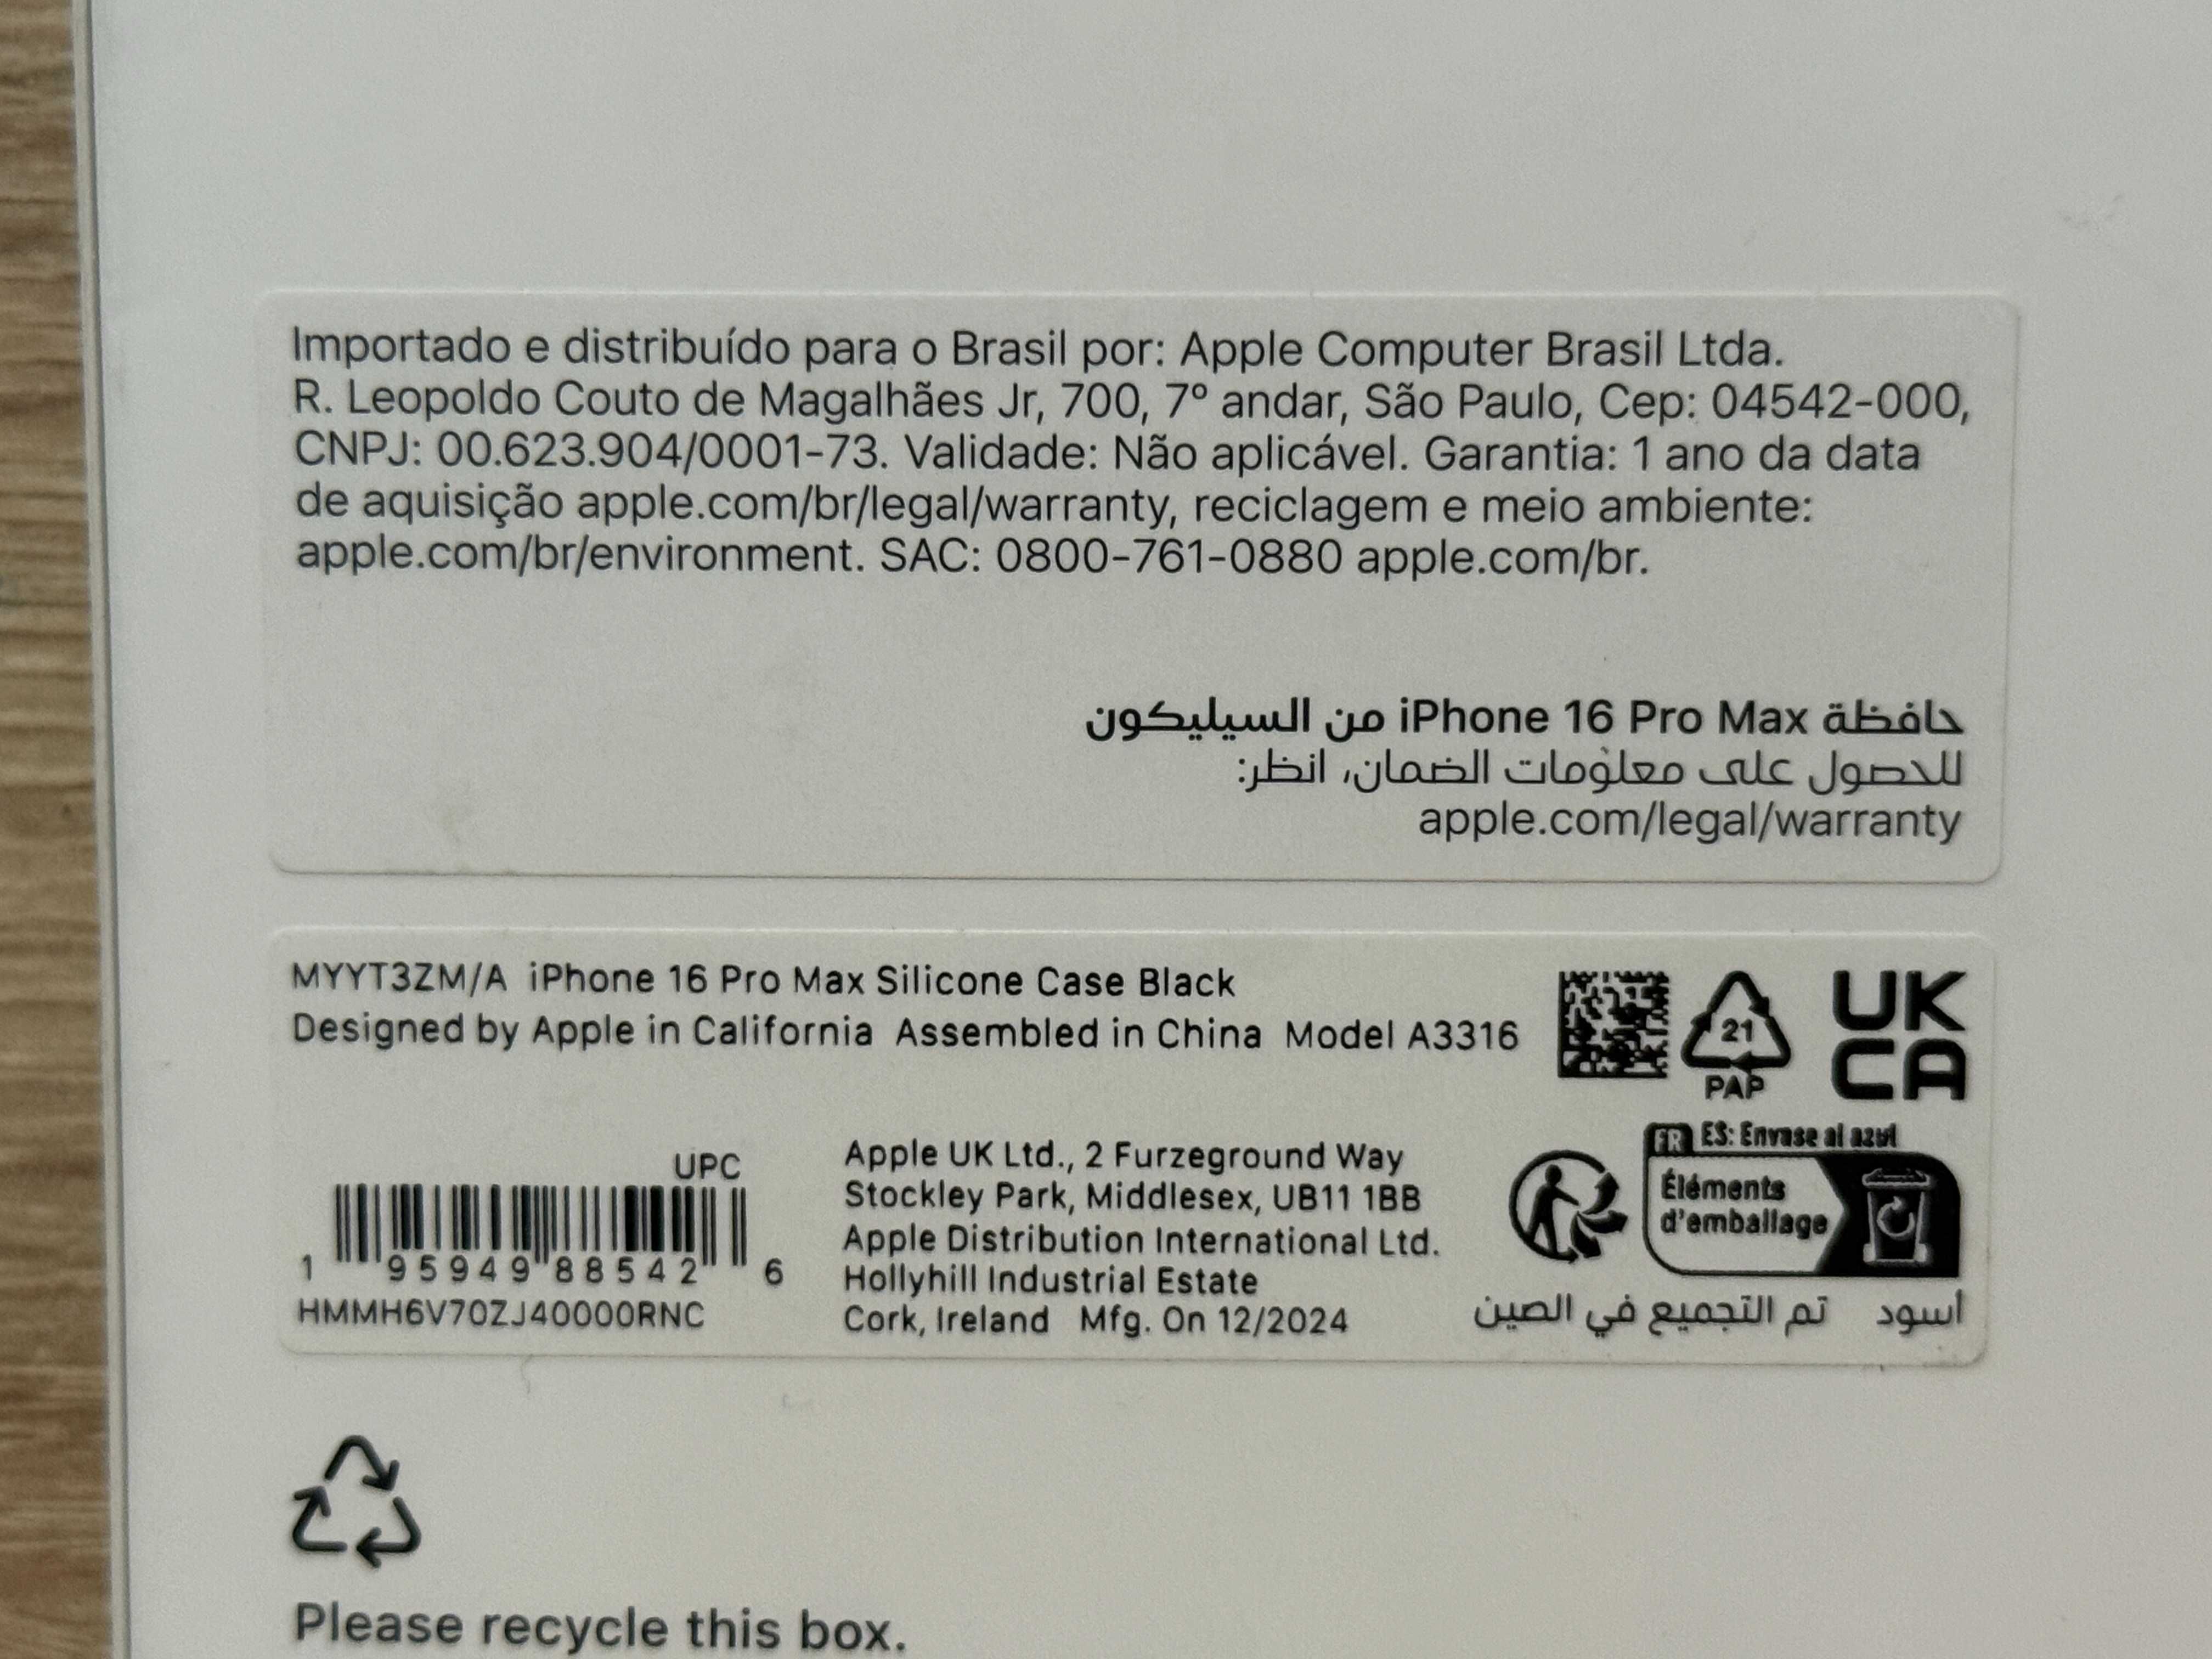 Importado e distribuído para o Brasil por: Apple Computer Brasil Ltda.
R. Leopoldo Couto de Magalhães Jr, 700, 7º andar, São Paulo, Cep: 04542-000,
CNPJ: 00.623.904/0001-73. Validade: Não aplicável. Garantia: 1 ano da data
de aquisição apple.com/br/legal/warranty, reciclagem e meio ambiente:
apple.com/br/environment. SAC: 0800-761-0880 apple.com/br.
حافظة iPhone 16 Pro Max من السيليكون
للحصول على معلومات الضمان، انظر:
apple.com/legal/warranty
MYYT3ZM/A iPhone 16 Pro Max Silicone Case Black
Designed by Apple in California Assembled in China Model A3316
21
PAP
UK
CA
UPC
1 95949 88542 6
HMMH6V70ZJ40000RNC
Apple UK Ltd., 2 Furzeground Way
Stockley Park, Middlesex, UB11 1BB
Apple Distribution International Ltd.
Hollyhill Industrial Estate
Cork, Ireland Mfg. On 12/2024
FR ES: Envase al azul
Éléments
d'emballage
أسود تم التجميع في الصين
Please recycle this box.